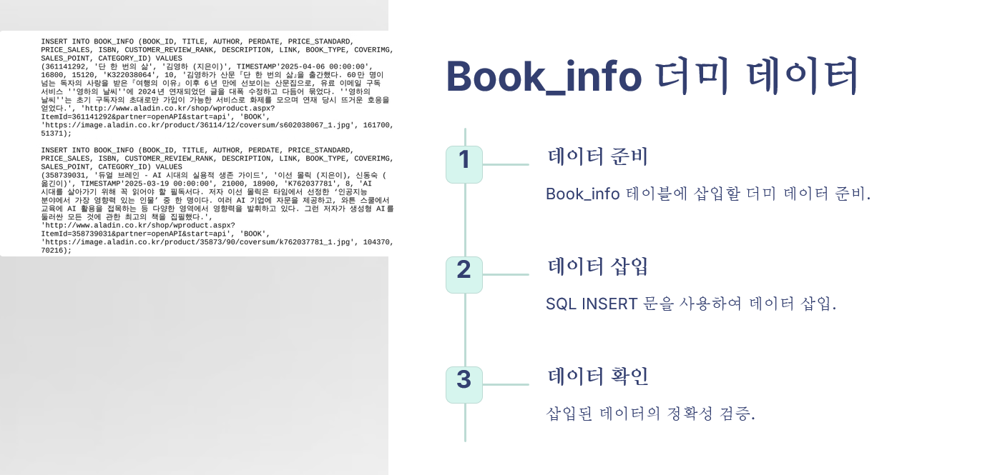 INSERT INTO BOOK_INFO (BOOK_ID, TITLE, AUTHOR, PERDATE, PRICE_STANDARD,
PRICE_SALES, ISBN, CUSTOMER_REVIEW_RANK, DESCRIPTION, LINK, BOOK_TYPE, COVERIMG,
SALES_POINT, CATEGORY_ID) VALUES
(361141292, '단 한 번의 삶', '김영하 (지은이)', TIMESTAMP'2025-04-06 00:00:00',
16800, 15120, 'K322038064', 10, '김영하가 산문 『단 한 번의 삶』을 출간했다. 60만 명이
넘는 독자의 사랑을 받은 『여행의 이유』 이후 6년 만에 선보이는 산문집으로, 유료 이메일 구독
서비스 ''영하의 날씨''에 2024년 연재되었던 글을 대폭 수정하고 다듬어 묶었다. ''영하의
날씨''는 초기 구독자의 초대로만 가입이 가능한 서비스로 화제를 모으며 연재 당시 뜨거운 호응을
얻었다.', 'http://www.aladin.co.kr/shop/wproduct.aspx?
ItemId=361141292&partner=openAPI&start=api', 'BOOK',
'https://image.aladin.co.kr/product/36114/12/coversum/s602038067_1.jpg', 161700,
51371);
INSERT INTO BOOK_INFO (BOOK_ID, TITLE, AUTHOR, PERDATE, PRICE_STANDARD,
PRICE_SALES, ISBN, CUSTOMER_REVIEW_RANK, DESCRIPTION, LINK, BOOK_TYPE, COVERIMG,
SALES_POINT, CATEGORY_ID) VALUES
(358739031, '듀얼 브레인 - AI 시대의 실용적 생존 가이드', '이선 몰릭 (지은이), 신동숙 (
옮긴이)', TIMESTAMP'2025-03-19 00:00:00', 21000, 18900, 'K762037781', 8, 'AI
시대를 살아가기 위해 꼭 읽어야 할 필독서다. 저자 이선 몰릭은 타임에서 선정한 ‘인공지능
분야에서 가장 영향력 있는 인물’ 중 한 명이다. 여러 AI 기업에 자문을 제공하고, 와튼 스쿨에서
교육에 AI 활용을 접목하는 등 다양한 영역에서 영향력을 발휘하고 있다. 그런 저자가 생성형 AI를
둘러싼 모든 것에 관한 최고의 책을 집필했다.',
'http://www.aladin.co.kr/shop/wproduct.aspx?
ItemId=358739031&partner=openAPI&start=api', 'BOOK',
'https://image.aladin.co.kr/product/35873/90/coversum/k762037781_1.jpg', 104370,
70216);
Book_info 더미 데이터
1
데이터 준비
Book_info 테이블에 삽입할 더미 데이터 준비.
2
데이터 삽입
SQL INSERT 문을 사용하여 데이터 삽입.
3
데이터 확인
삽입된 데이터의 정확성 검증.